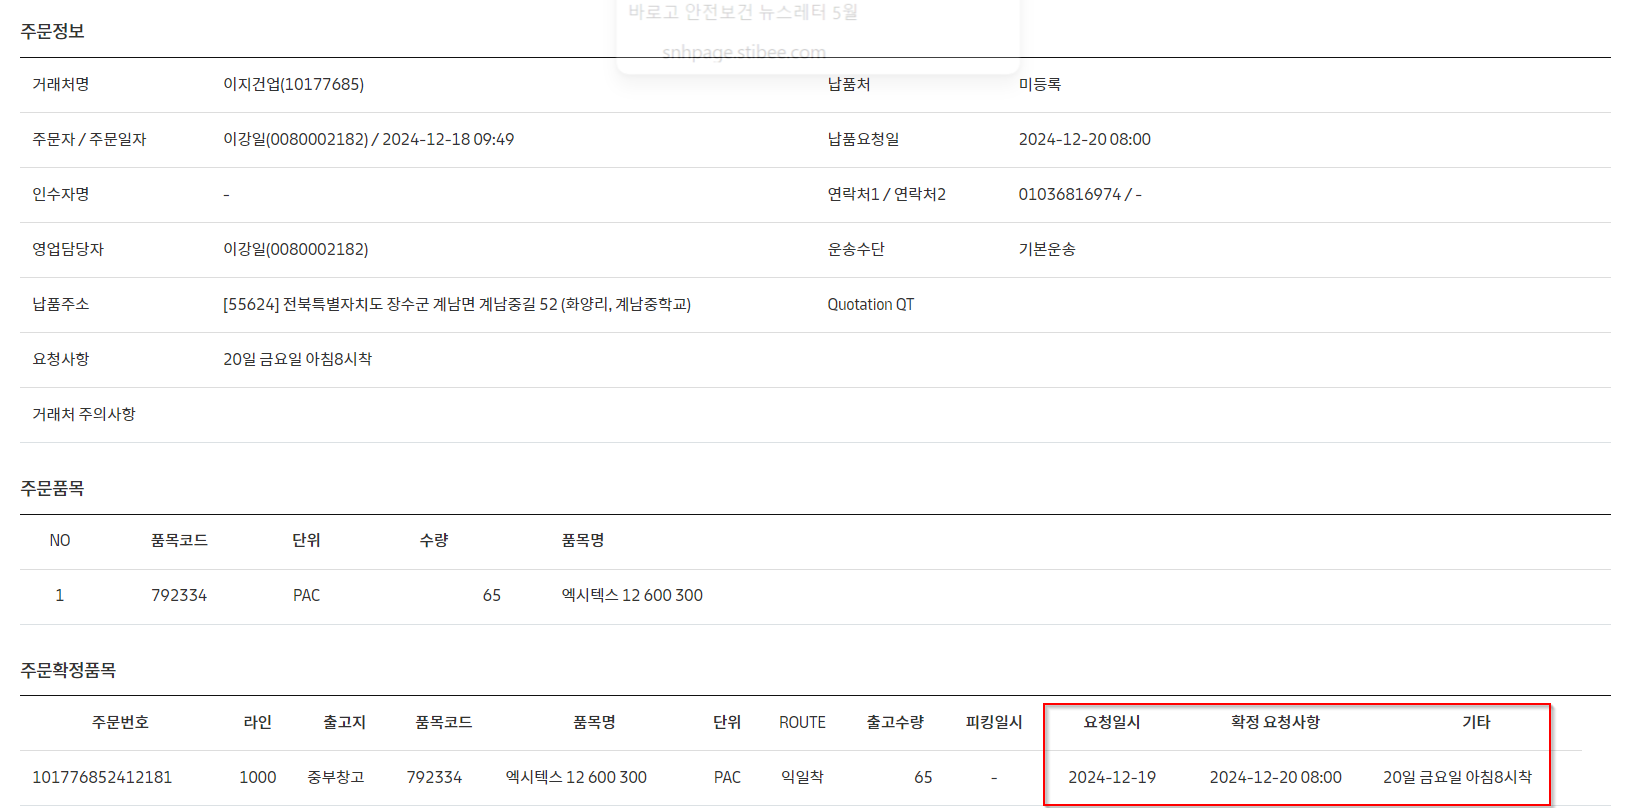 바로고 안전보건 뉴스레터 5월
snhpage.stibee.com
주문정보
거래처명 이지건업(10177685) 납품처 미등록
주문자 / 주문일자 이강일(0080002182) / 2024-12-18 09:49 납품요청일 2024-12-20 08:00
인수자명 - 연락처1 / 연락처2 01036816974 / -
영업담당자 이강일(0080002182) 운송수단 기본운송
납품주소 [55624] 전북특별자치도 장수군 계남면 계남중길 52 (화양리, 계남중학교) Quotation QT
요청사항 20일 금요일 아침8시착
거래처 주의사항
주문품목
NO 품목코드 단위 수량 품목명
1 792334 PAC 65 엑시텍스 12 600 300
주문확정품목
주문번호 라인 출고지 품목코드 품목명 단위 ROUTE 출고수량 피킹일시 요청일시 확정 요청사항 기타
101776852412181 1000 중부창고 792334 엑시텍스 12 600 300 PAC 익일착 65 - 2024-12-19 2024-12-20 08:00 20일 금요일 아침8시착